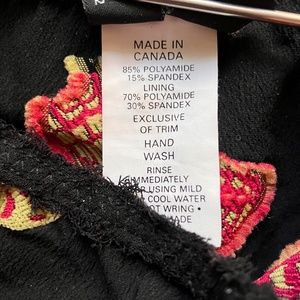 2
MADE IN
CANADA
85% POLYAMIDE
15% SPANDEX
LINING
70% POLYAMIDE
30% SPANDEX
EXCLUSIVE
OF TRIM
HAND
WASH
RINSE
IMMEDIATELY
USING MILD
COOL WATER
WRING •